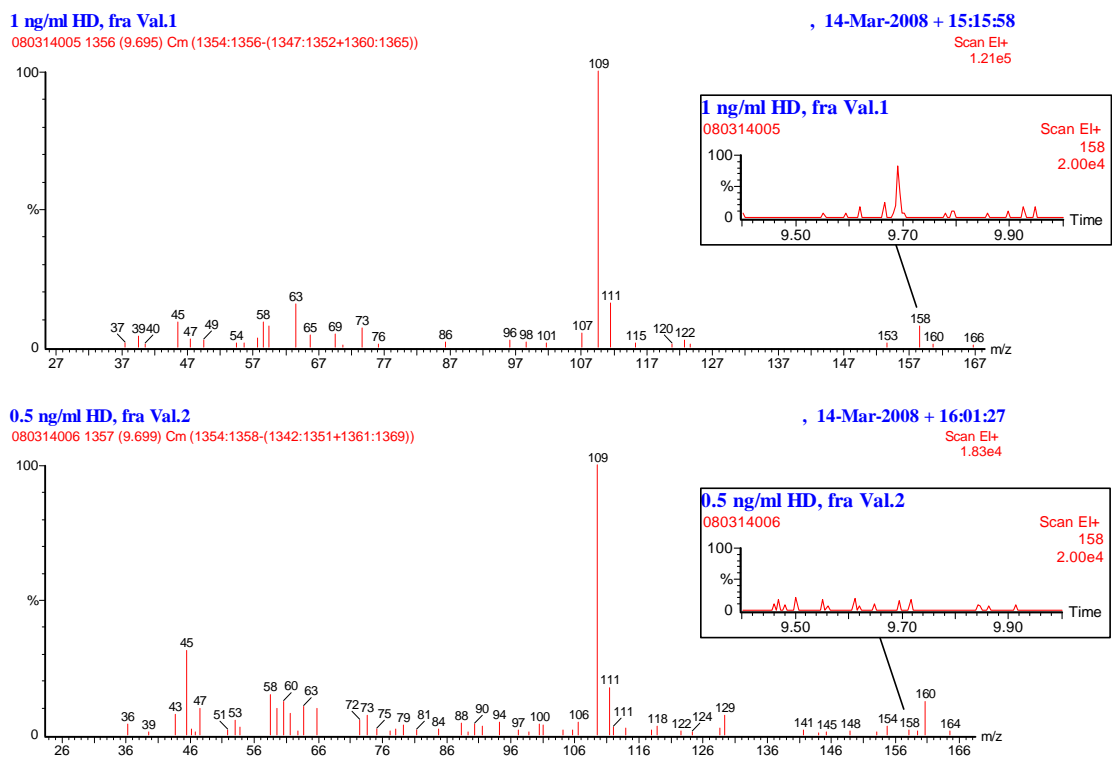 1 ng/ml HD, fra Val.1 , 14-Mar-2008 + 15:15:58
080314005 1356 (9.695) Cm (1354:1356-(1347:1352+1360:1365)) Scan EI+
1.21e5
109
100
1 ng/ml HD, fra Val.1
080314005 Scan EI+
158
2.00e4
100
%
0 Time
9.50 9.70 9.90
%
37 39 40 45 47 49 54 58 63 65 69 73 76 86 96 98 101 107 111 115 120 122 153 158 160 166
0 m/z
27 37 47 57 67 77 87 97 107 117 127 137 147 157 167
0.5 ng/ml HD, fra Val.2 , 14-Mar-2008 + 16:01:27
080314006 1357 (9.699) Cm (1354:1358-(1342:1351+1361:1369)) Scan EI+
1.83e4
109
100
0.5 ng/ml HD, fra Val.2
080314006 Scan EI+
158
2.00e4
100
%
0 Time
9.50 9.70 9.90
%
36 39 43 45 47 51 53 58 60 63 72 73 75 79 81 84 88 90 94 97 100 106 111 111 118 122 124 129 141 145 148 154 158 160 164
0 m/z
26 36 46 56 66 76 86 96 106 116 126 136 146 156 166